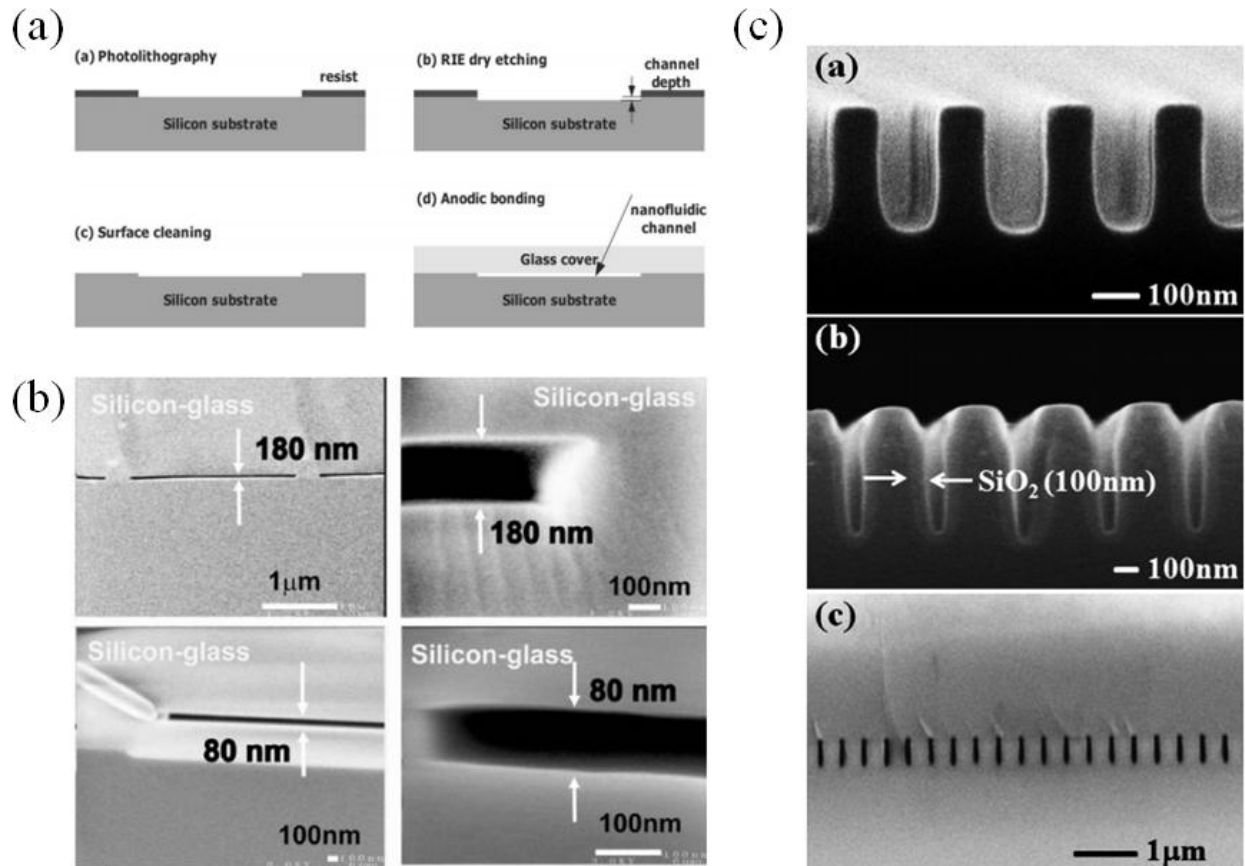 (a)
(a) Photolithography
resist
Silicon substrate
(b) RIE dry etching
channel
depth
Silicon substrate
(c) Surface cleaning
Silicon substrate
(d) Anodic bonding
nanofluidic
channel
Glass cover
Silicon substrate
(b)
Silicon-glass
180 nm
1μm
Silicon-glass
180 nm
100nm
Silicon-glass
80 nm
100nm
Silicon-glass
80 nm
100nm
(c)
(a)
100nm
(b)
SiO₂ (100nm)
100nm
(c)
1μm